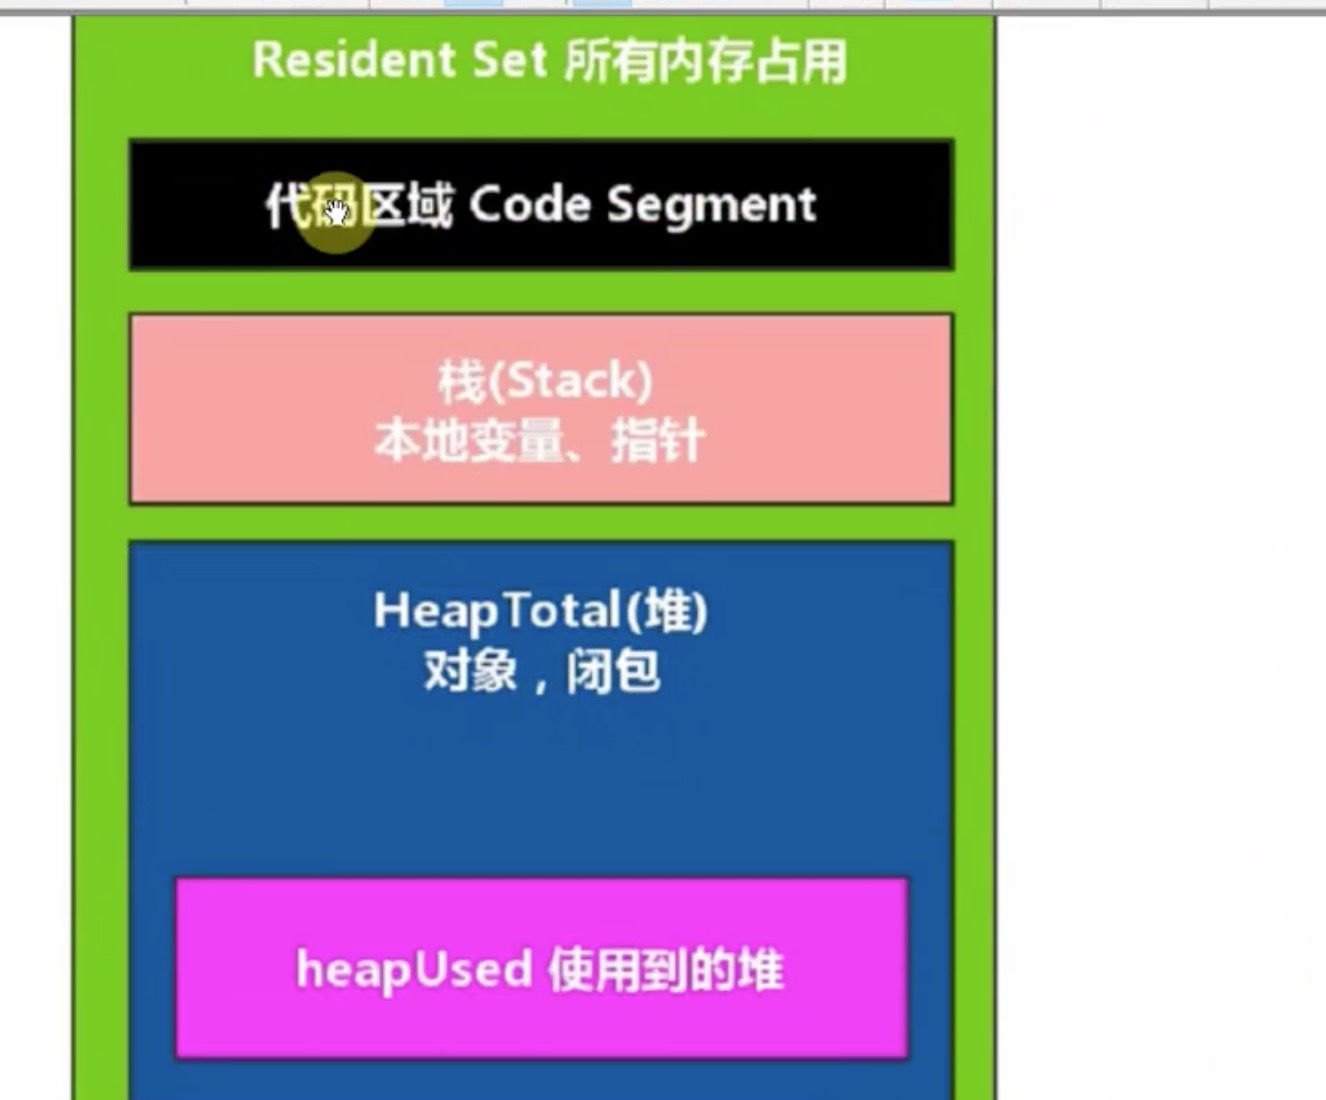 Resident Set 所有内存占用
代码区域 Code Segment
栈(Stack)
本地变量、指针
HeapTotal(堆)
对象，闭包
heapUsed 使用到的堆